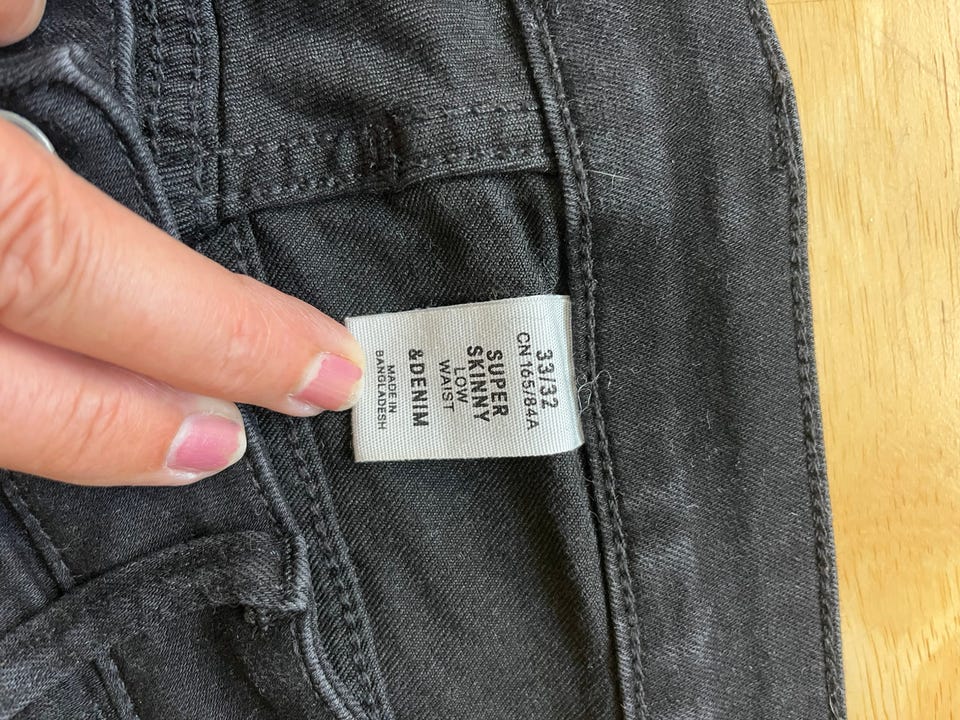 33/32
CN 165/84A
SUPER
SKINNY
LOW
WAIST
&DENIM
MADE IN
BANGLADESH